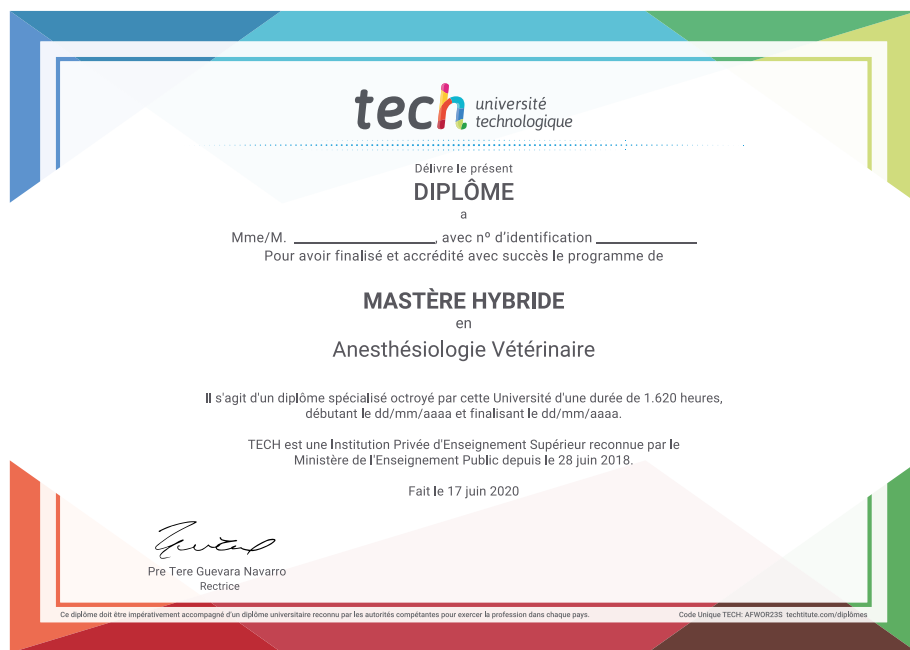 tech université
technologique
Délivre le présent
DIPLÔME
a
Mme/M. ____________, avec nº d'identification ____________
Pour avoir finalisé et accrédité avec succès le programme de
MASTÈRE HYBRIDE
en
Anesthésiologie Vétérinaire
Il s'agit d'un diplôme spécialisé octroyé par cette Université d'une durée de 1.620 heures,
débutant le dd/mm/aaaa et finalisant le dd/mm/aaaa.
TECH est une Institution Privée d'Enseignement Supérieur reconnue par le
Ministère de l'Enseignement Public depuis le 28 juin 2018.
Fait le 17 juin 2020
Pre Tere Guevara Navarro
Rectrice
Ce diplôme doit être impérativement accompagné d'un diplôme universitaire reconnu par les autorités compétantes pour exercer la profession dans chaque pays.
Code Unique TECH: AFWOR23S techtitute.com/diplômes